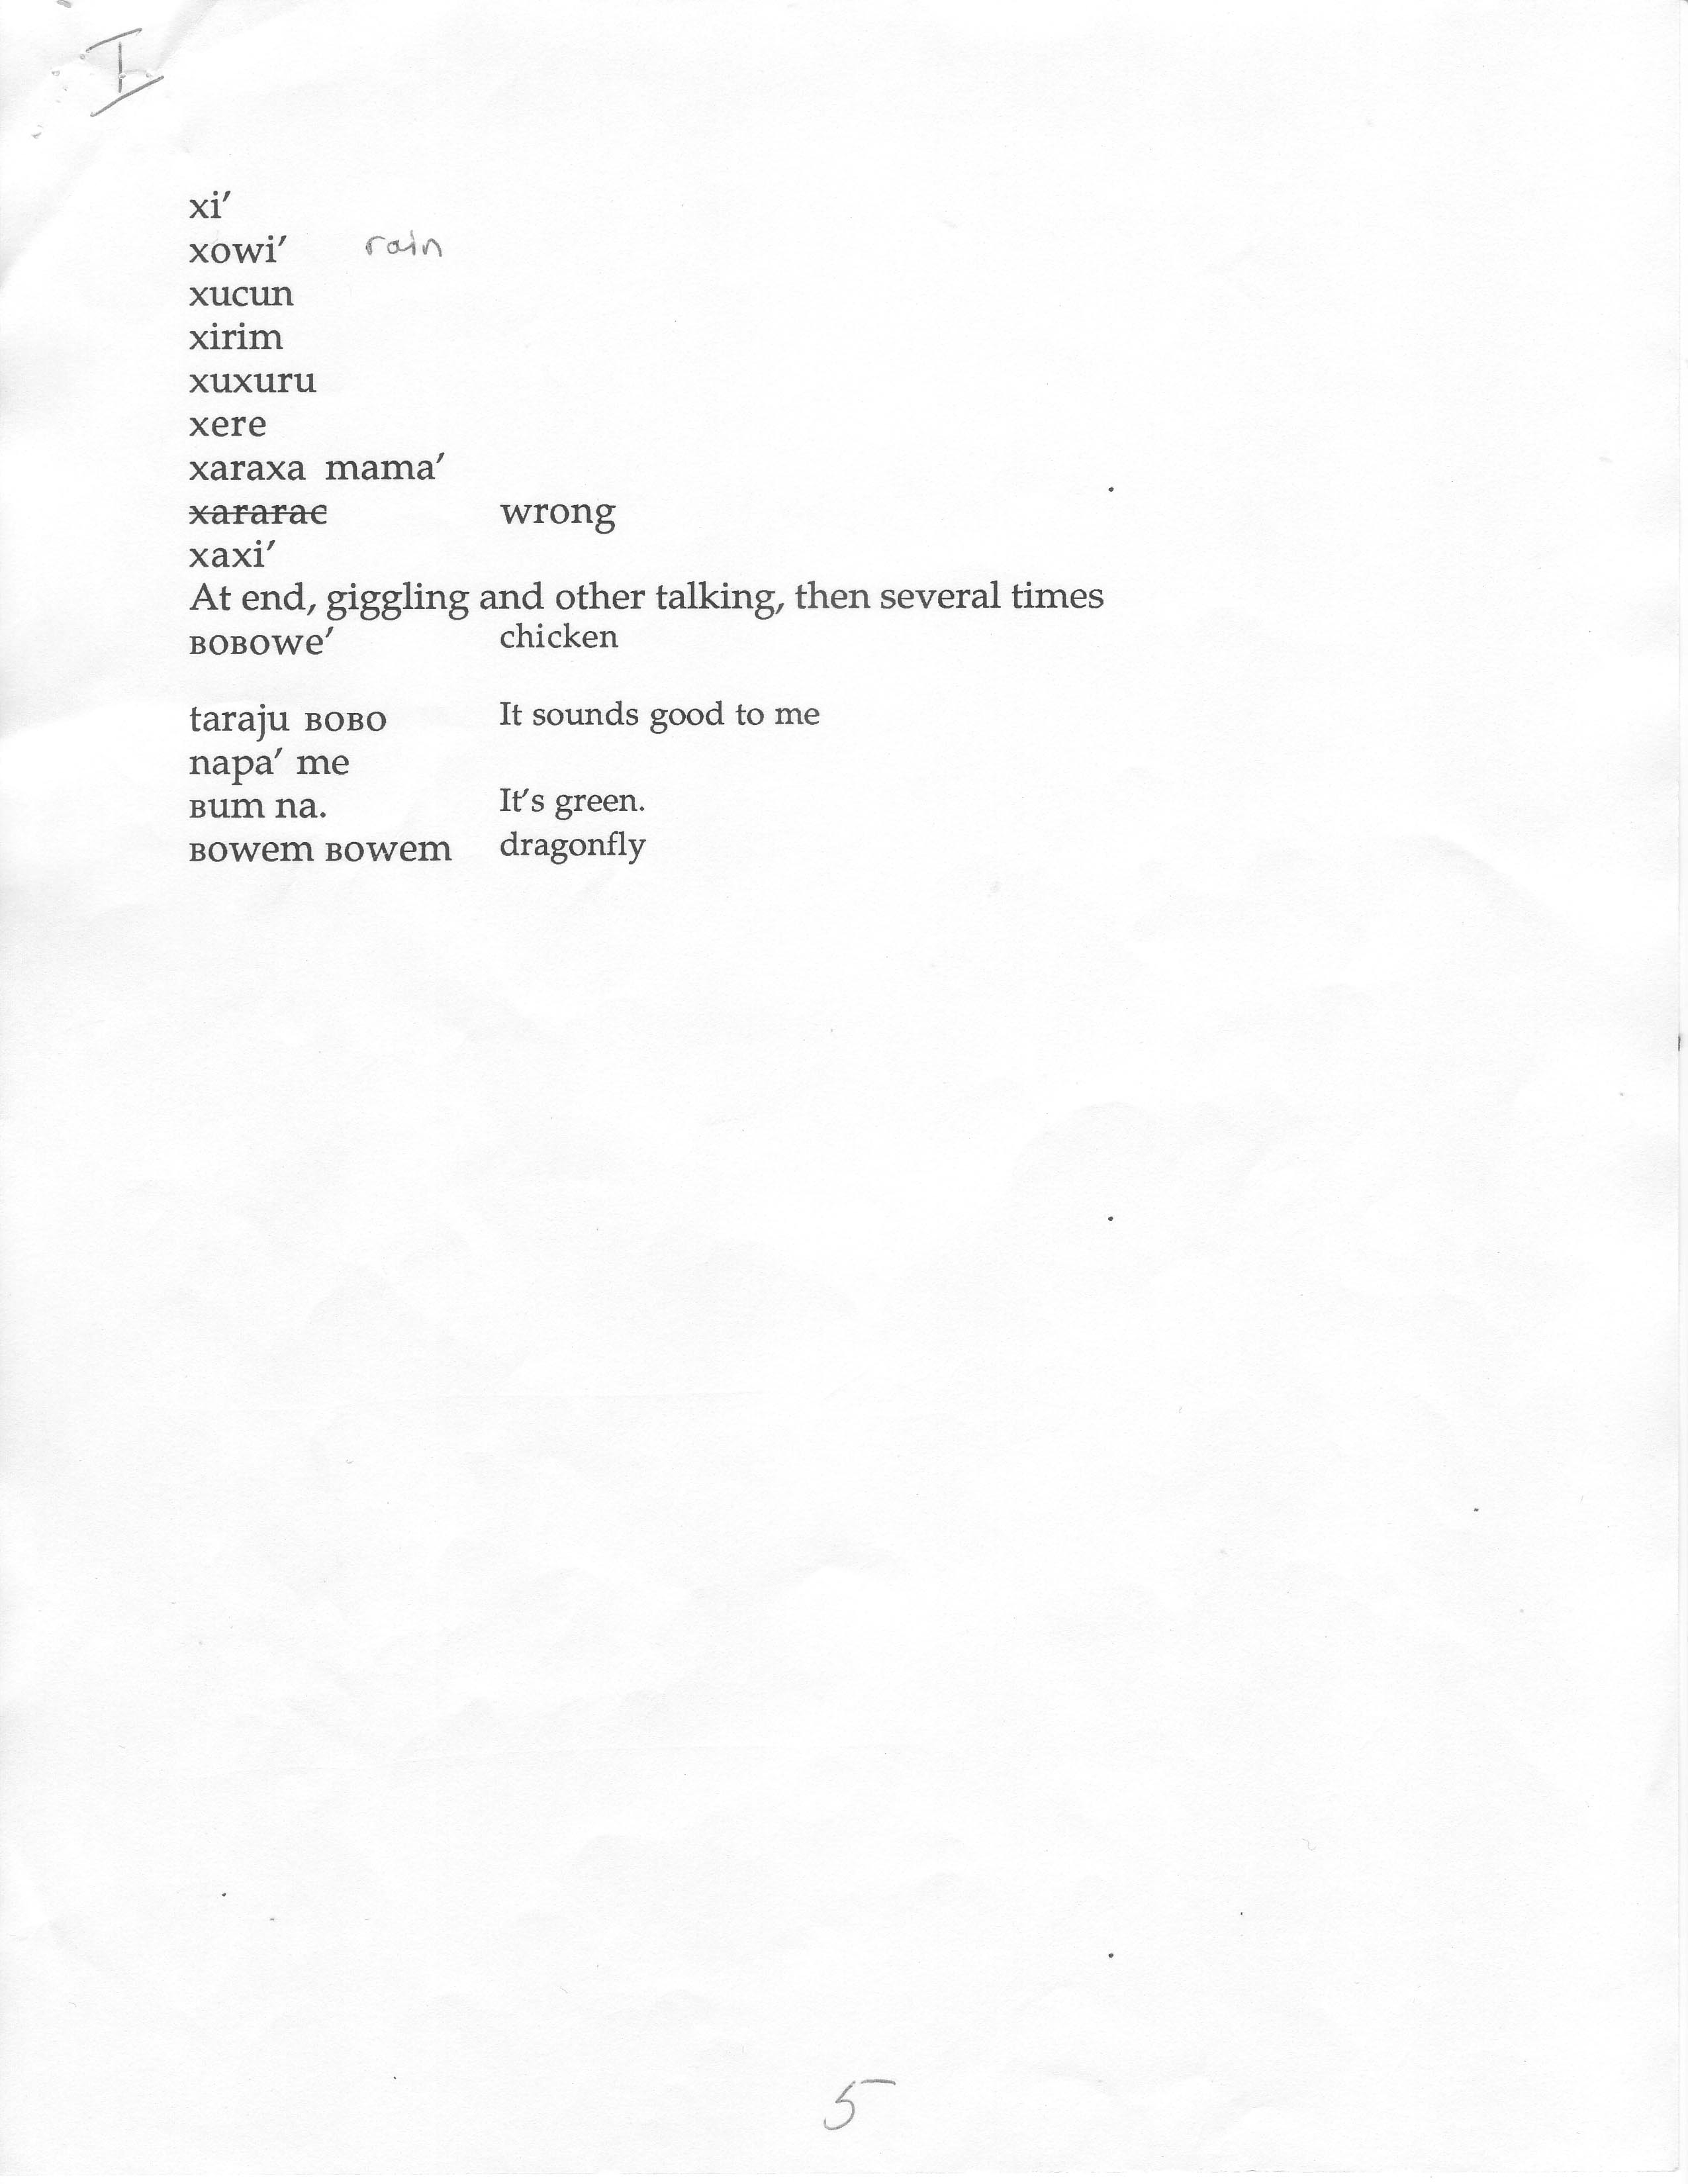 I
xi′
xowi′ rain
xucun
xirim
xuxuru
xere
xaraxa mama′
xararac wrong
xaxi′
At end, giggling and other talking, then several times
ʙoʙowe′ chicken
taraju ʙoʙo It sounds good to me
napa′ me
ʙum na. It's green.
ʙowem ʙowem dragonfly
5